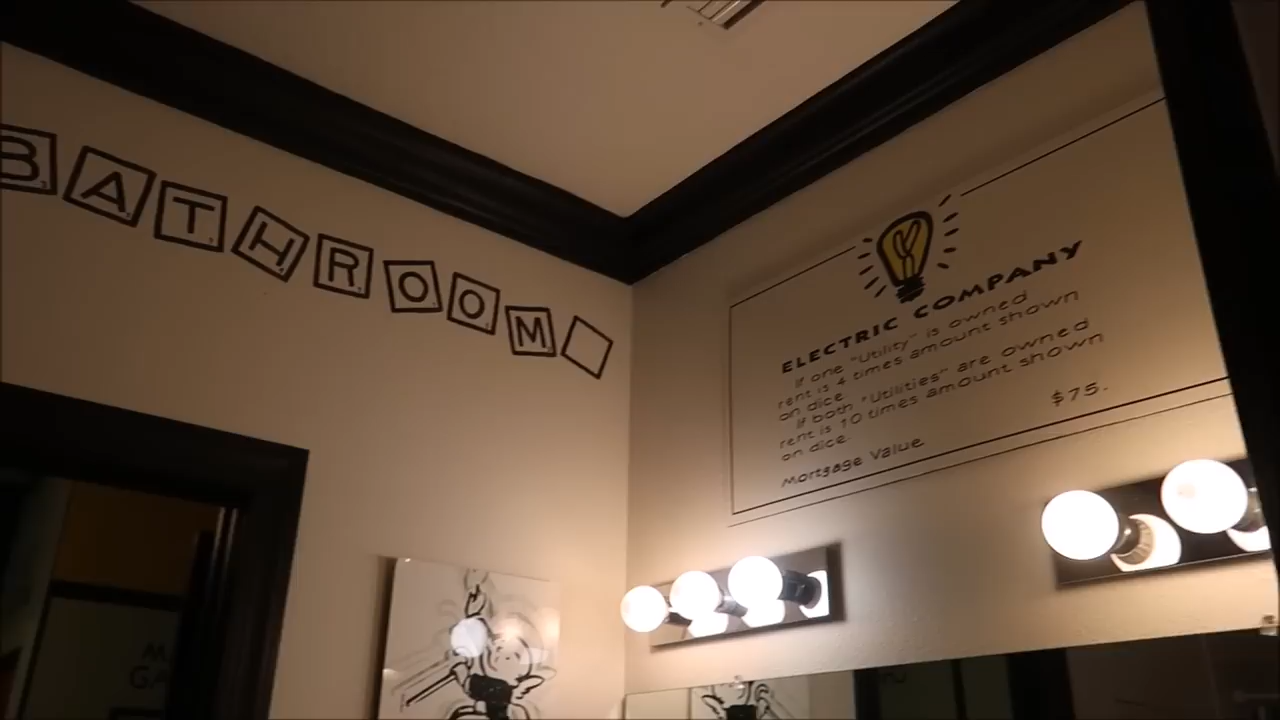 BATHROOM
ELECTRIC COMPANY
If one "Utility" is owned
rent is 4 times amount shown
on dice
If both "Utilities" are owned
rent is 10 times amount shown
on dice.
Mortgage Value $75.